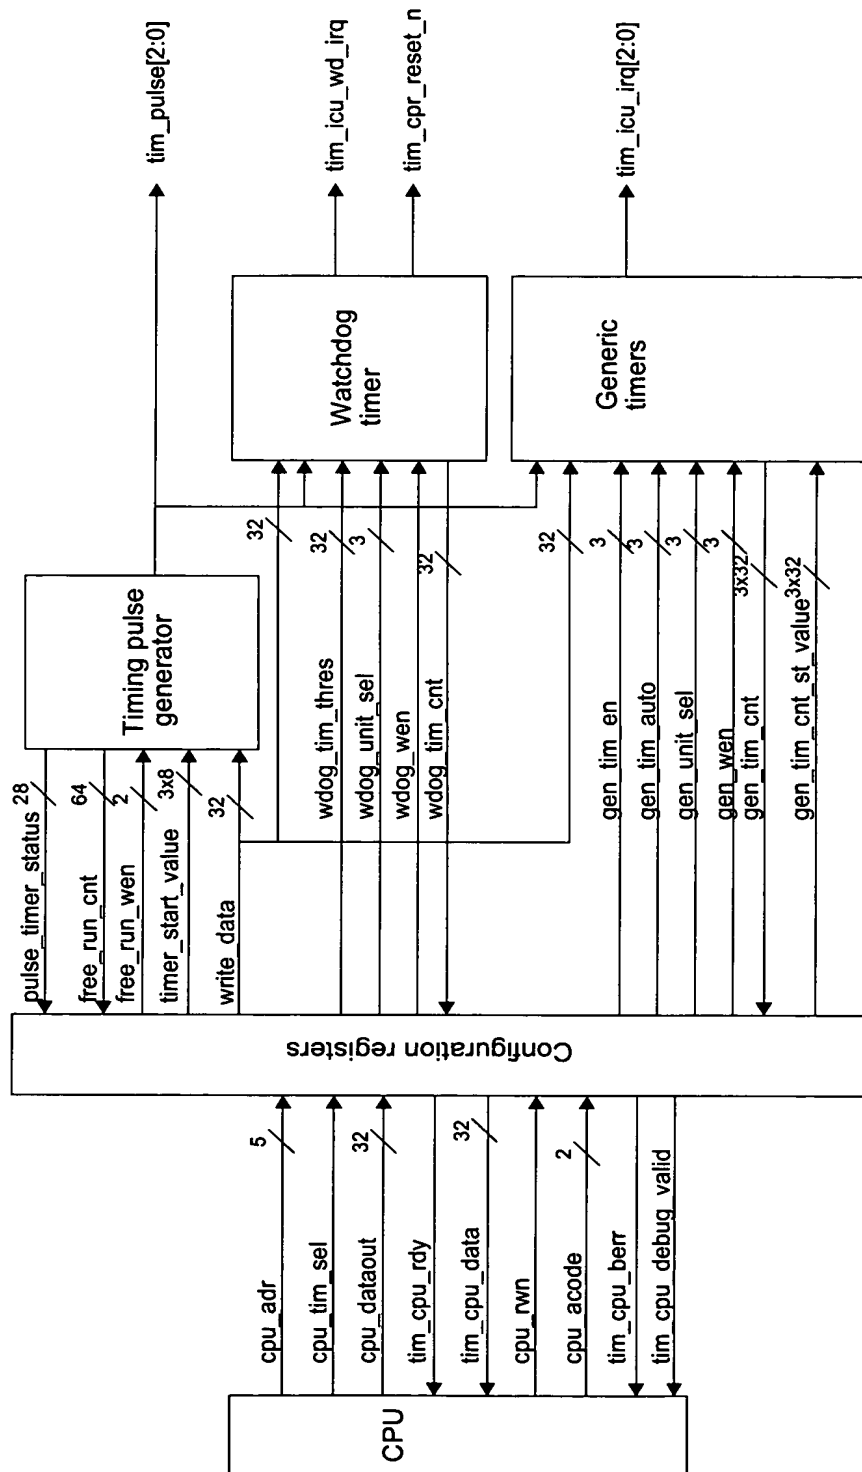 tim_pulse[2:0]
tim_icu_wd_irq
tim_cpr_reset_n
tim_icu_irq[2:0]
Timing pulse
generator
Watchdog
timer
Generic
timers
pulse_timer_status
28
free_run_cnt
64
free_run_wen
2
timer_start_value
3x8
write_data
32
32
wdog_tim_thres
32
wdog_unit_sel
3
wdog_wen
wdog_tim_cnt
32
32
gen_tim_en
3
gen_tim_auto
3
gen_unit_sel
3
gen_wen
3
gen_tim_cnt
3x32
gen_tim_cnt_st_value
3x32
Configuration registers
cpu_adr
5
cpu_tim_sel
cpu_dataout
32
tim_cpu_rdy
tim_cpu_data
32
cpu_rwn
cpu_acode
2
tim_cpu_berr
tim_cpu_debug_valid
CPU